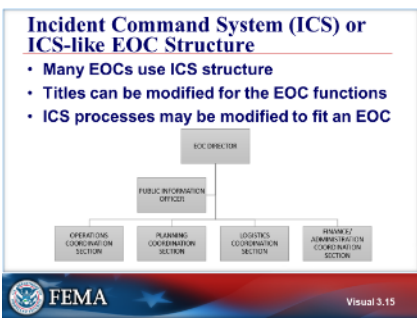 Incident Command System (ICS) or
ICS-like EOC Structure
• Many EOCs use ICS structure
• Titles can be modified for the EOC functions
• ICS processes may be modified to fit an EOC
EOC DIRECTOR
PUBLIC INFORMATION
OFFICER
OPERATIONS
COORDINATION
SECTION
PLANNING
COORDINATION
SECTION
LOGISTICS
COORDINATION
SECTION
FINANCE/
ADMINISTRATION
COORDINATION
SECTION
FEMA
Visual 3.15